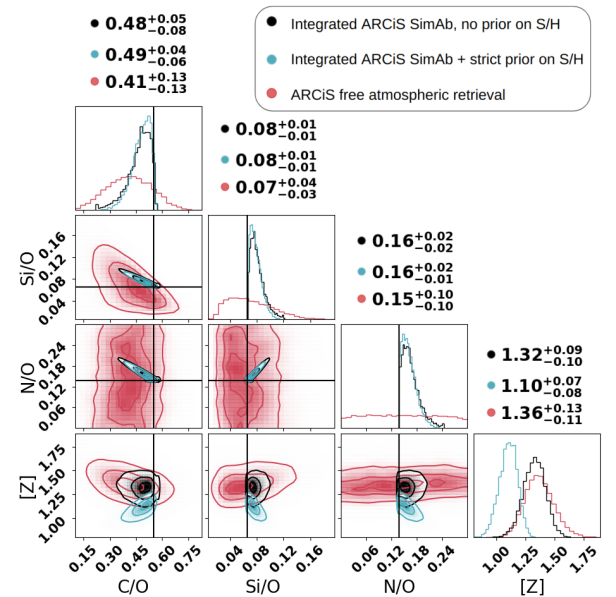 0.48+0.05−0.08
0.49+0.04−0.06
0.41+0.13−0.13
Integrated ARCiS SimAb, no prior on S/H
Integrated ARCiS SimAb + strict prior on S/H
ARCiS free atmospheric retrieval
0.08+0.01−0.01
0.08+0.01−0.01
0.07+0.04−0.03
0.16+0.02−0.02
0.16+0.02−0.01
0.15+0.10−0.10
1.32+0.09−0.10
1.10+0.07−0.08
1.36+0.13−0.11
Si/O
0.16
0.12
0.08
0.04
N/O
0.24
0.18
0.12
0.06
[Z]
1.75
1.50
1.25
1.00
0.15 0.30 0.45 0.60 0.75
0.04 0.08 0.12 0.16
0.06 0.12 0.18 0.24
1.00 1.25 1.50 1.75
C/O
Si/O
N/O
[Z]